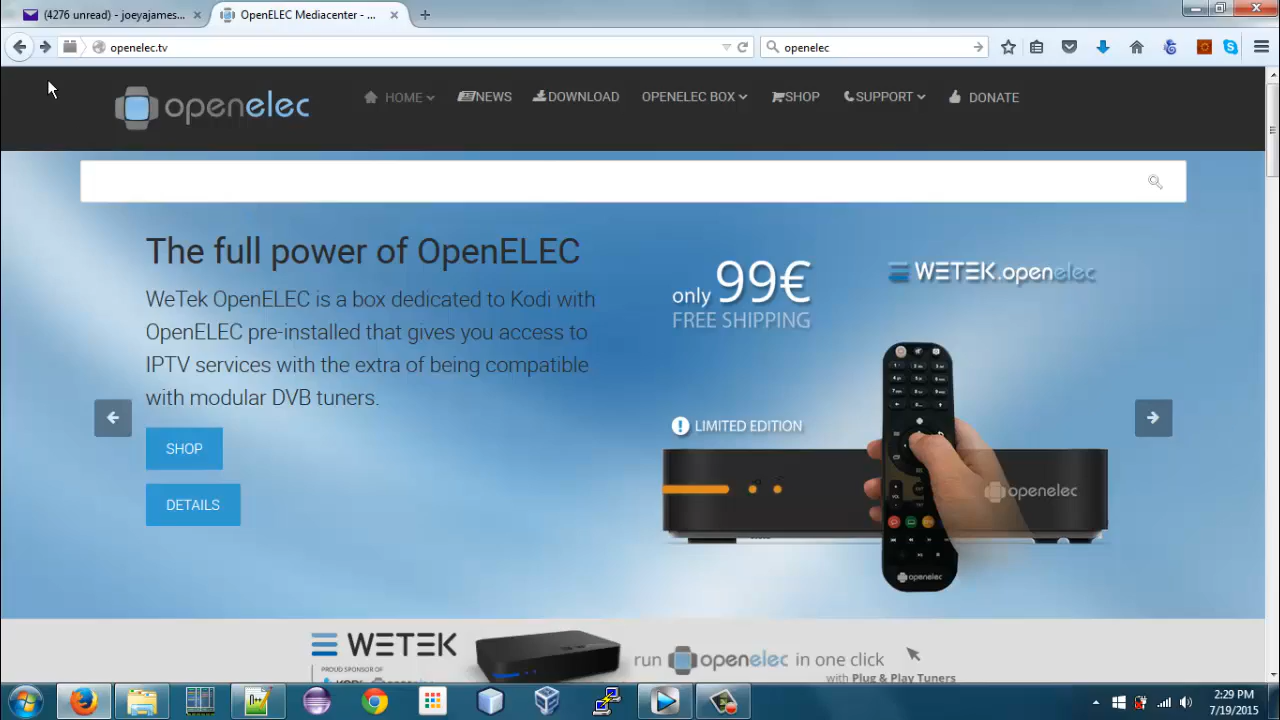 (4276 unread) - joeyajames...
OpenELEC Mediacenter - ...
openelec.tv
openelec
openelec
HOME
NEWS
DOWNLOAD
OPENELEC BOX
SHOP
SUPPORT
DONATE
The full power of OpenELEC
WeTek OpenELEC is a box dedicated to Kodi with
OpenELEC pre-installed that gives you access to
IPTV services with the extra of being compatible
with modular DVB tuners.
SHOP
DETAILS
only 99€
FREE SHIPPING
WETEK.openelec
! LIMITED EDITION
openelec
openelec
WETEK
PROUD SPONSOR OF
run openelec in one click
with Plug & Play Tuners
2:29 PM
7/19/2015